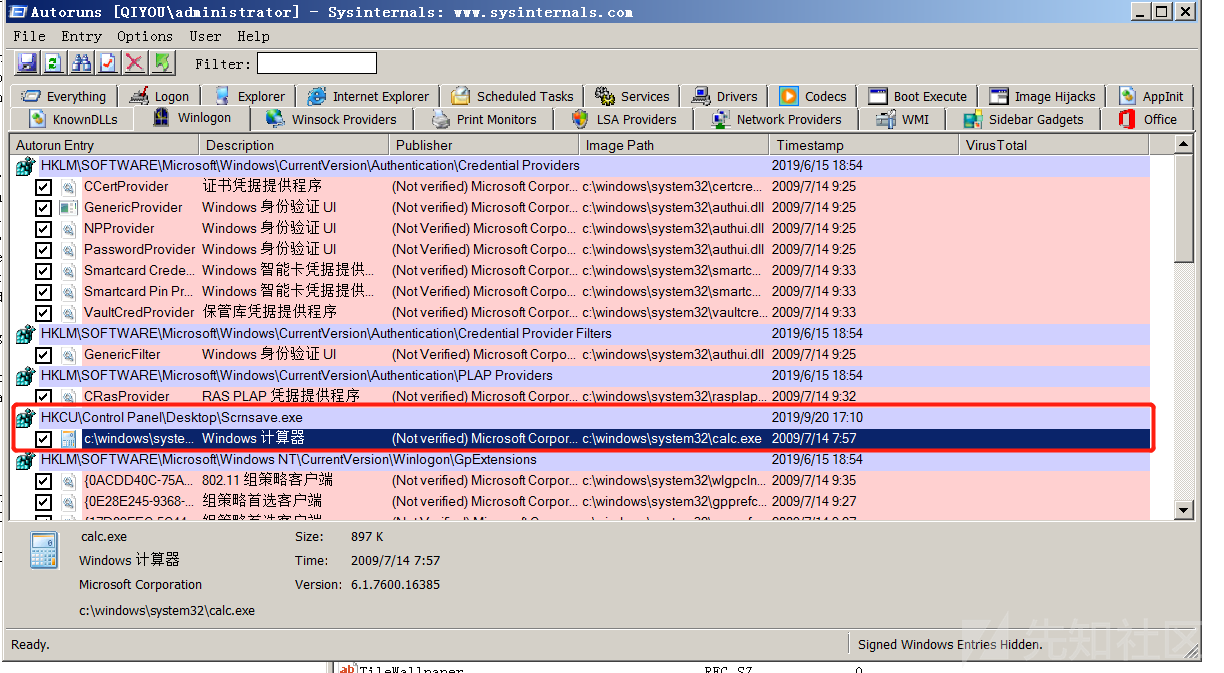 Autoruns [QIYOU\administrator] - Sysinternals: www.sysinternals.com
File Entry Options User Help
Filter:
Everything Logon Explorer Internet Explorer Scheduled Tasks Services Drivers Codecs Boot Execute Image Hijacks AppInit
KnownDLLs Winlogon Winsock Providers Print Monitors LSA Providers Network Providers WMI Sidebar Gadgets Office
Autorun Entry Description Publisher Image Path Timestamp VirusTotal
HKLM\SOFTWARE\Microsoft\Windows\CurrentVersion\Authentication\Credential Providers 2019/6/15 18:54
CCertProvider 证书凭据提供程序 (Not verified) Microsoft Corpor... c:\windows\system32\certcre... 2009/7/14 9:25
GenericProvider Windows 身份验证 UI (Not verified) Microsoft Corpor... c:\windows\system32\authui.dll 2009/7/14 9:25
NPProvider Windows 身份验证 UI (Not verified) Microsoft Corpo... c:\windows\system32\authui.dll 2009/7/14 9:25
PasswordProvider Windows 身份验证 UI (Not verified) Microsoft Corpo... c:\windows\system32\authui.dll 2009/7/14 9:25
Smartcard Crede... Windows 智能卡凭据提供... (Not verified) Microsoft Corpo... c:\windows\system32\smartc... 2009/7/14 9:33
Smartcard Pin Pr... Windows 智能卡凭据提供... (Not verified) Microsoft Corpo... c:\windows\system32\smartc... 2009/7/14 9:33
VaultCredProvider 保管库凭据提供程序 (Not verified) Microsoft Corpor... c:\windows\system32\vaultcre... 2009/7/14 9:33
HKLM\SOFTWARE\Microsoft\Windows\CurrentVersion\Authentication\Credential Provider Filters 2019/6/15 18:54
GenericFilter Windows 身份验证 UI (Not verified) Microsoft Corpor... c:\windows\system32\authui.dll 2009/7/14 9:25
HKLM\SOFTWARE\Microsoft\Windows\CurrentVersion\Authentication\PLAP Providers 2019/6/15 18:54
CRasProvider RAS PLAP 凭据提供程序 (Not verified) Microsoft Corpor... c:\windows\system32\rasplap... 2009/7/14 9:32
HKCU\Control Panel\Desktop\Scrnsave.exe 2019/9/20 17:10
c:\windows\syste... Windows 计算器 (Not verified) Microsoft Corpor... c:\windows\system32\calc.exe 2009/7/14 7:57
HKLM\SOFTWARE\Microsoft\Windows NT\CurrentVersion\Winlogon\GpExtensions 2019/6/15 18:54
{0ACDD40C-75A... 802.11 组策略客户端 (Not verified) Microsoft Corpor... c:\windows\system32\wlgpcln... 2009/7/14 9:35
{0E28E245-9368-... 组策略首选客户端 (Not verified) Microsoft Corpor... c:\windows\system32\gpprefc... 2009/7/14 9:27
calc.exe Size: 897 K
Windows 计算器 Time: 2009/7/14 7:57
Microsoft Corporation Version: 6.1.7600.16385
c:\windows\system32\calc.exe
Ready. Signed Windows Entries Hidden.
先知社区
TileWallpaper REG_SZ 0